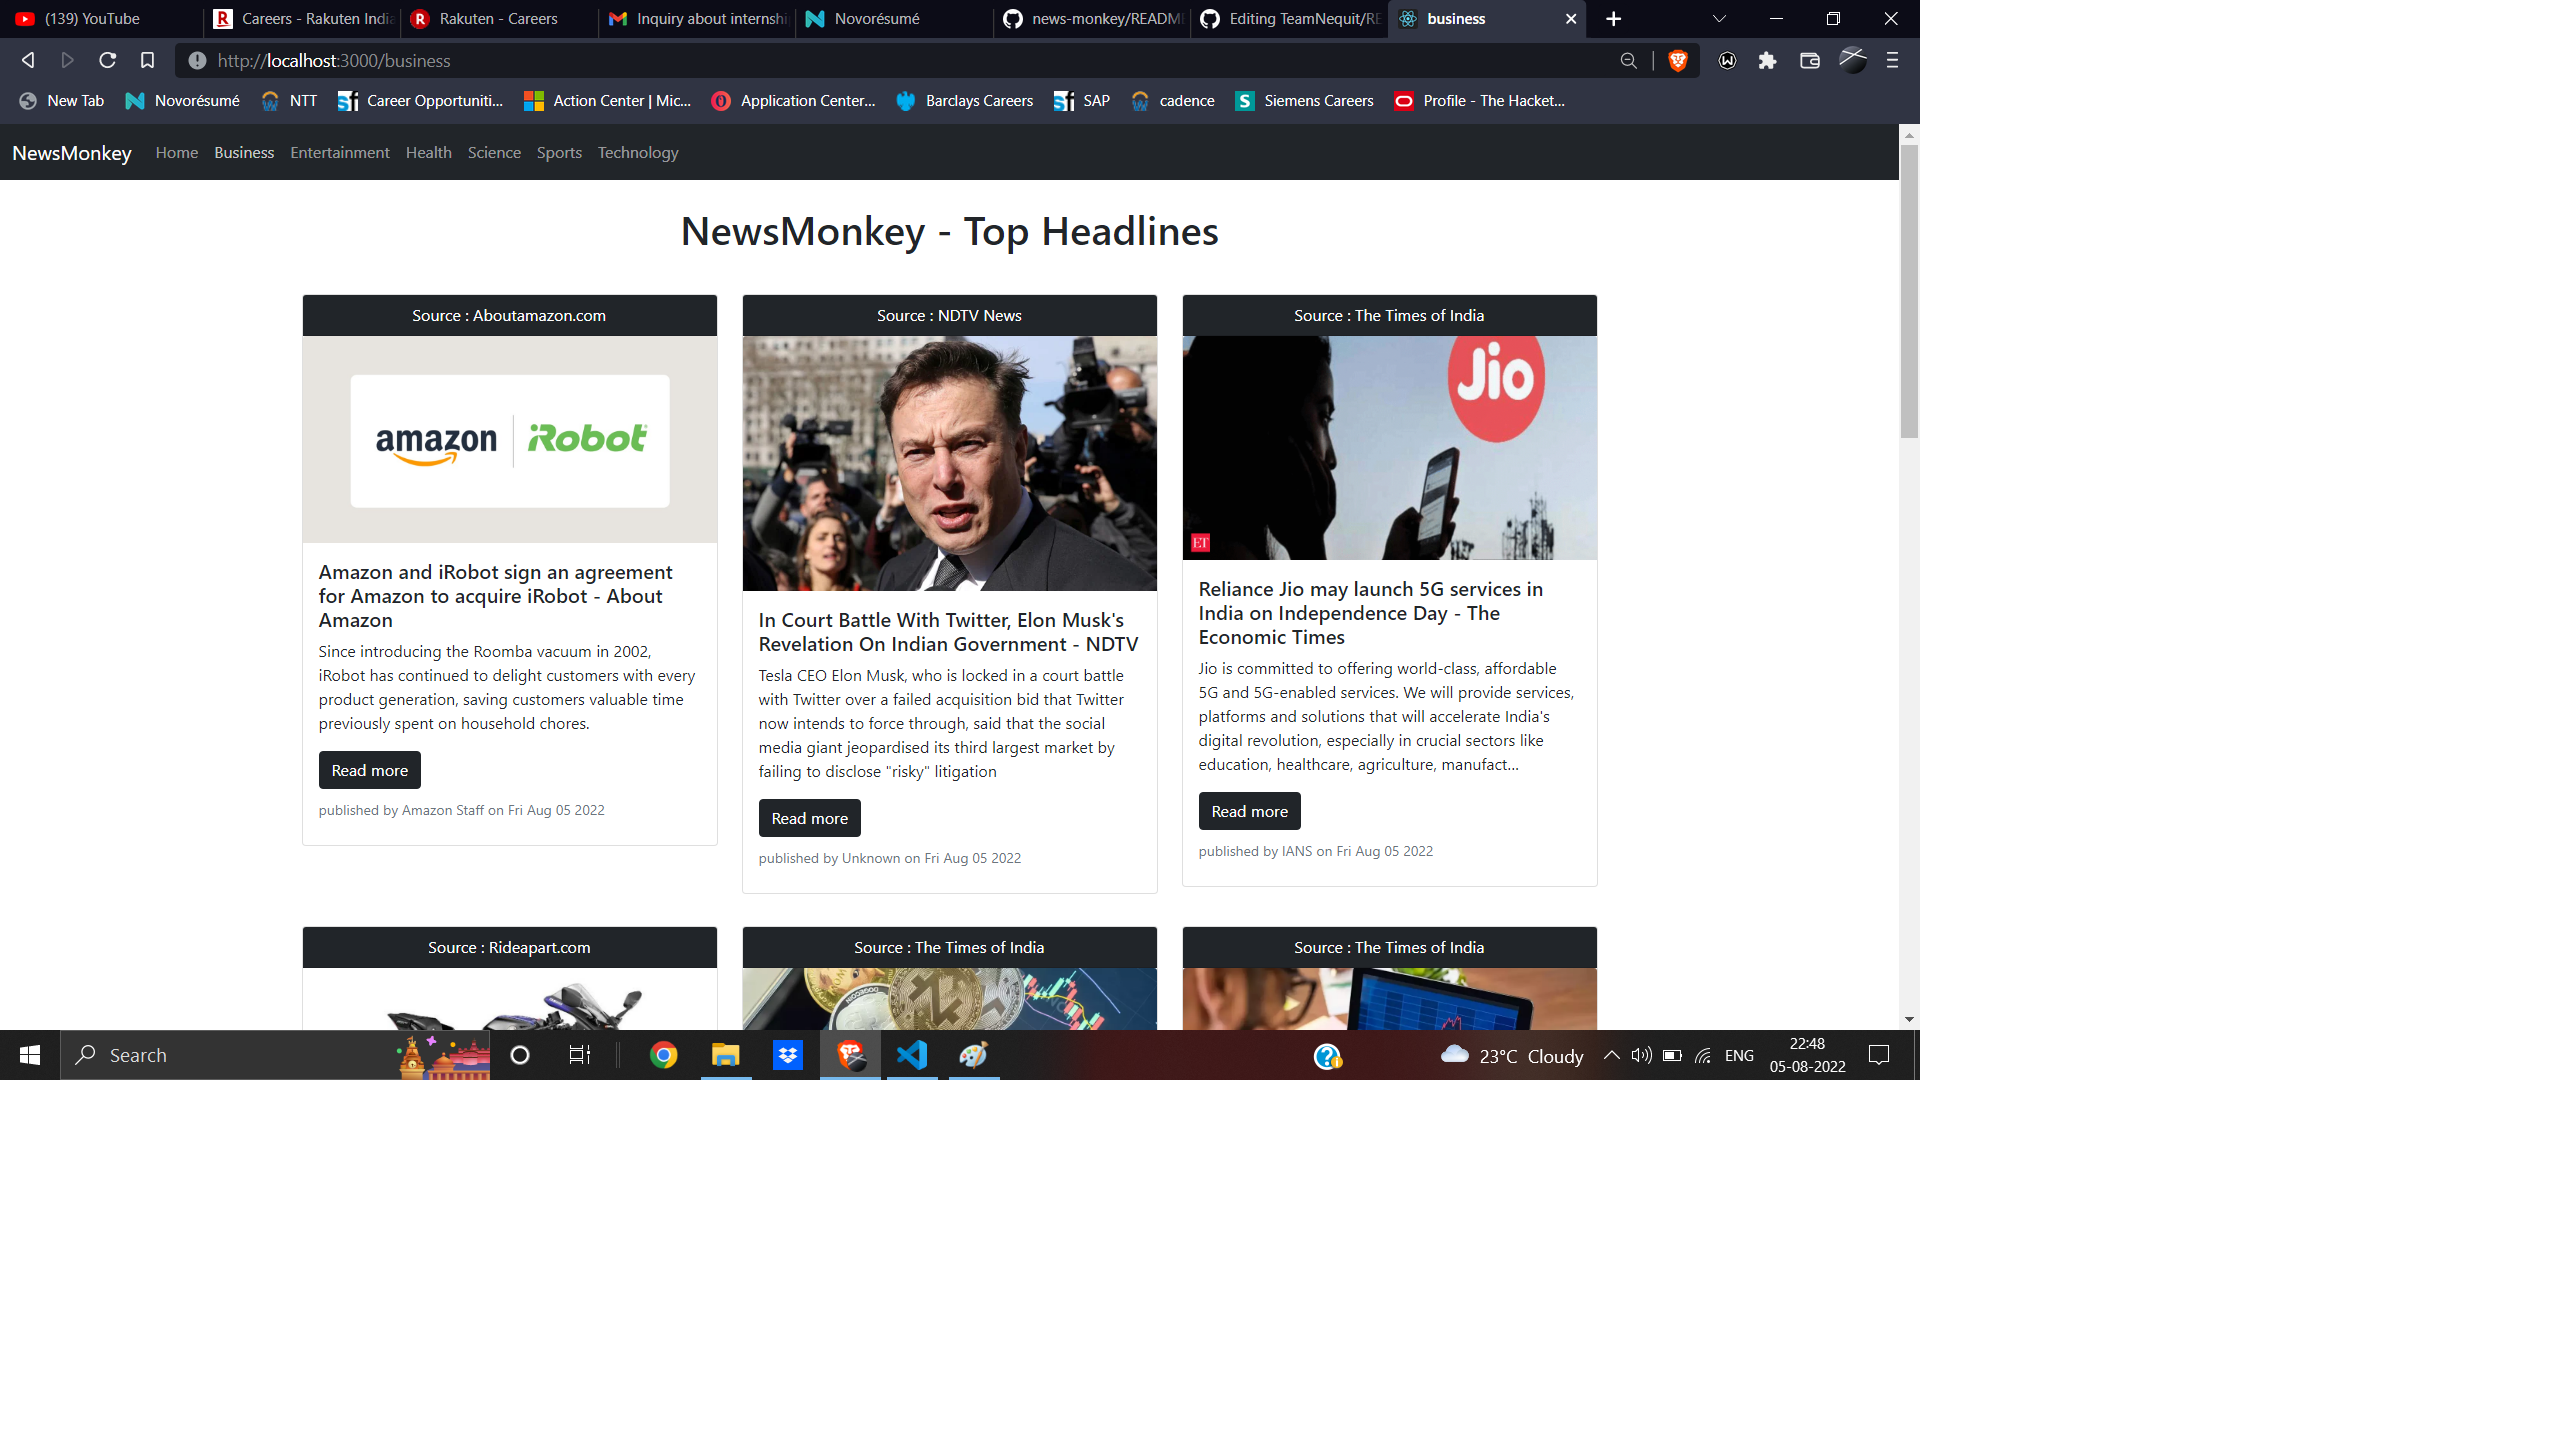 (139) YouTube
Careers - Rakuten India
Rakuten - Careers
Inquiry about internshi
Novorésumé
news-monkey/README
Editing TeamNequit/RE
business
http://localhost:3000/business
New Tab
Novorésumé
NTT
Career Opportuniti...
Action Center | Mic...
Application Center...
Barclays Careers
SAP
cadence
Siemens Careers
Profile - The Hacket...
NewsMonkey
Home
Business
Entertainment
Health
Science
Sports
Technology
NewsMonkey - Top Headlines
Source : Aboutamazon.com
amazon
iRobot
Amazon and iRobot sign an agreement
for Amazon to acquire iRobot - About
Amazon
Since introducing the Roomba vacuum in 2002,
iRobot has continued to delight customers with every
product generation, saving customers valuable time
previously spent on household chores.
Read more
published by Amazon Staff on Fri Aug 05 2022
Source : NDTV News
In Court Battle With Twitter, Elon Musk's
Revelation On Indian Government - NDTV
Tesla CEO Elon Musk, who is locked in a court battle
with Twitter over a failed acquisition bid that Twitter
now intends to force through, said that the social
media giant jeopardised its third largest market by
failing to disclose "risky" litigation
Read more
published by Unknown on Fri Aug 05 2022
Source : The Times of India
Jio
ET
Reliance Jio may launch 5G services in
India on Independence Day - The
Economic Times
Jio is committed to offering world-class, affordable
5G and 5G-enabled services. We will provide services,
platforms and solutions that will accelerate India's
digital revolution, especially in crucial sectors like
education, healthcare, agriculture, manufact...
Read more
published by IANS on Fri Aug 05 2022
Source : Rideapart.com
Source : The Times of India
Source : The Times of India
Search
23°C Cloudy
ENG
22:48
05-08-2022